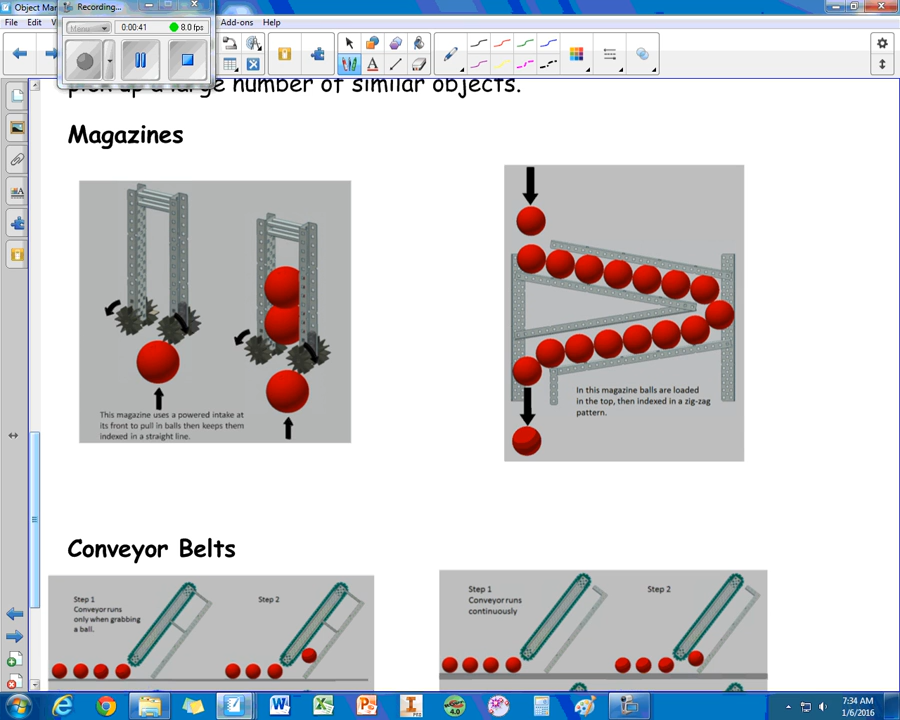 Object Mar
Recording...
File Edit V
Add-ons Help
0:00:41
8.0 fps
pick up a large number of similar objects.
Magazines
This magazine uses a powered intake at
its front to pull in balls then keeps them
indexed in a straight line.
In this magazine balls are loaded
in the top, then indexed in a zig-zag
pattern.
Conveyor Belts
Step 1
Conveyor runs
only when grabbing
a ball.
Step 2
Step 1
Conveyor runs
continuously
Step 2
7:34 AM
1/6/2016